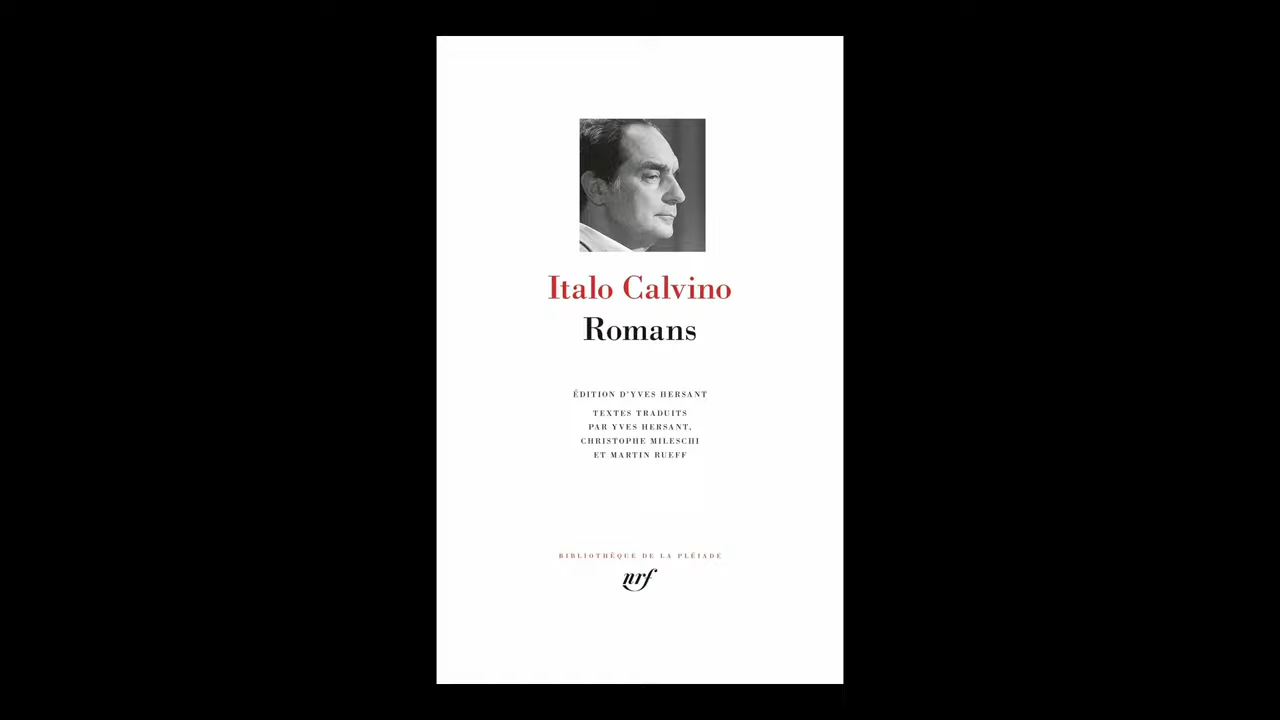 Italo Calvino
Romans
ÉDITION D'YVES HERSANT
TEXTES TRADUITS
PAR YVES HERSANT,
CHRISTOPHE MILESCHI
ET MARTIN RUEFF
BIBLIOTHÈQUE DE LA PLÉIADE
nrf